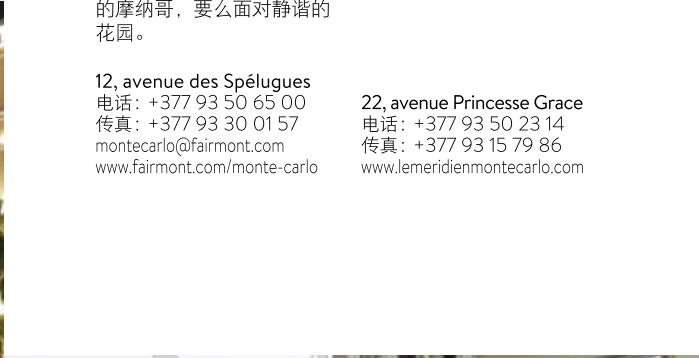 的摩纳哥，要么面对静谐的
花园。
12, avenue des Spélugues
电话：+377 93 50 65 00
传真：+377 93 30 01 57
montecarlo@fairmont.com
www.fairmont.com/monte-carlo
22, avenue Princesse Grace
电话：+377 93 50 23 14
传真：+377 93 15 79 86
www.lemeridienmontecarlo.com